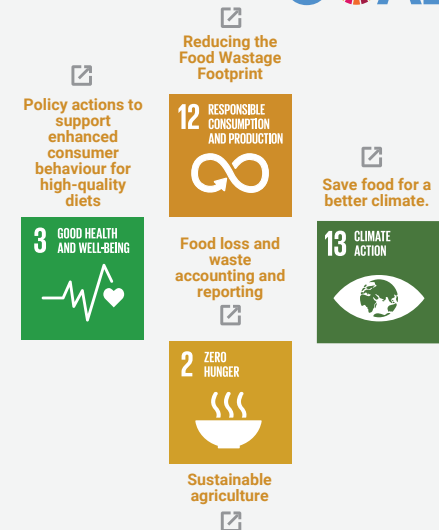 Reducing the
Food Wastage
Footprint
Policy actions to
support
enhanced
consumer
behaviour for
high-quality
diets
12 RESPONSIBLE
CONSUMPTION
AND PRODUCTION
Save food for a
better climate.
3 GOOD HEALTH
AND WELL-BEING
13 CLIMATE
ACTION
Food loss and
waste
accounting and
reporting
2 ZERO
HUNGER
Sustainable
agriculture